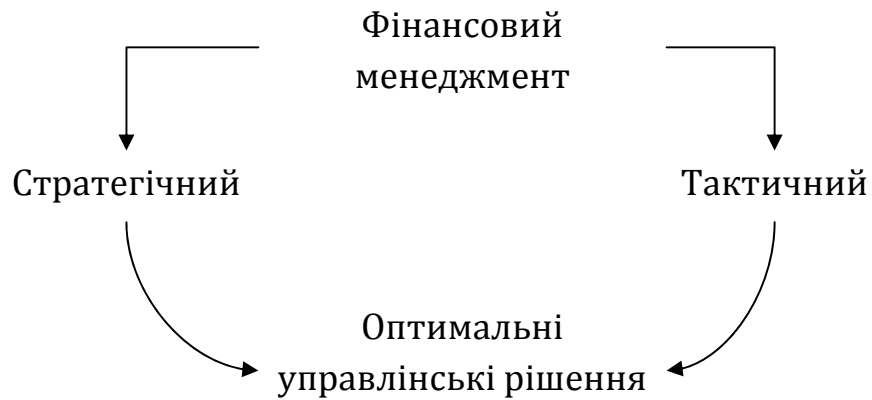 Фінансовий
менеджмент
Стратегічний
Тактичний
Оптимальні
управлінські рішення